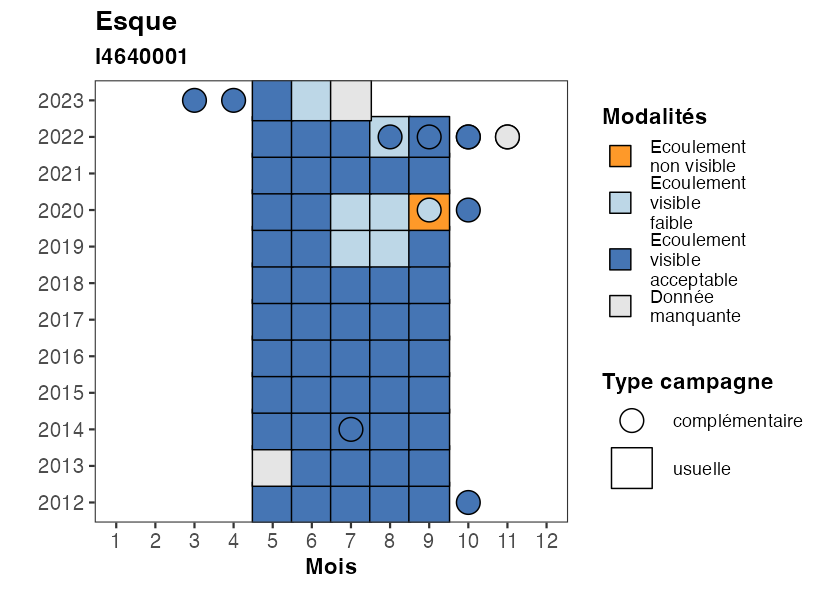 Esque
I4640001
2023
2022
2021
2020
2019
2018
2017
2016
2015
2014
2013
2012
1 2 3 4 5 6 7 8 9 10 11 12
Mois
Modalités
Ecoulement
non visible
Ecoulement
visible
faible
Ecoulement
visible
acceptable
Donnée
manquante
Type campagne
complémentaire
usuelle